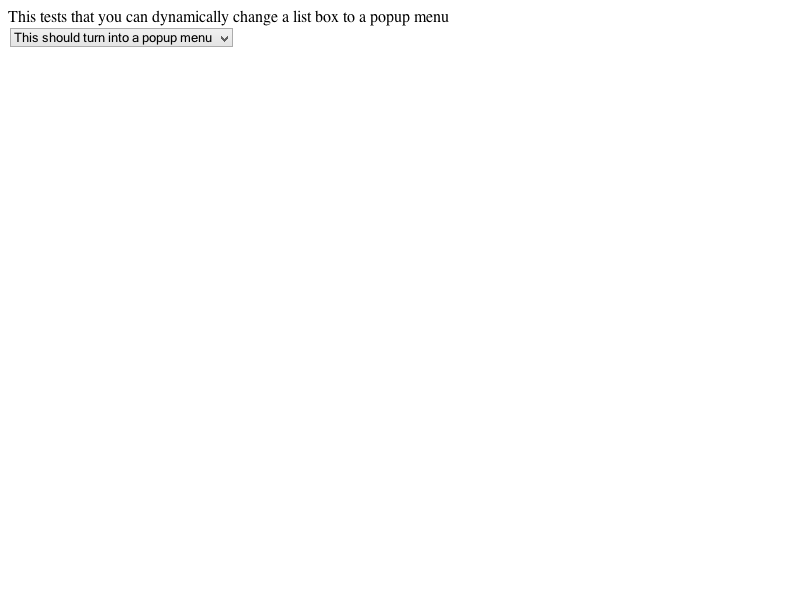 This tests that you can dynamically change a list box to a popup menu
This should turn into a popup menu